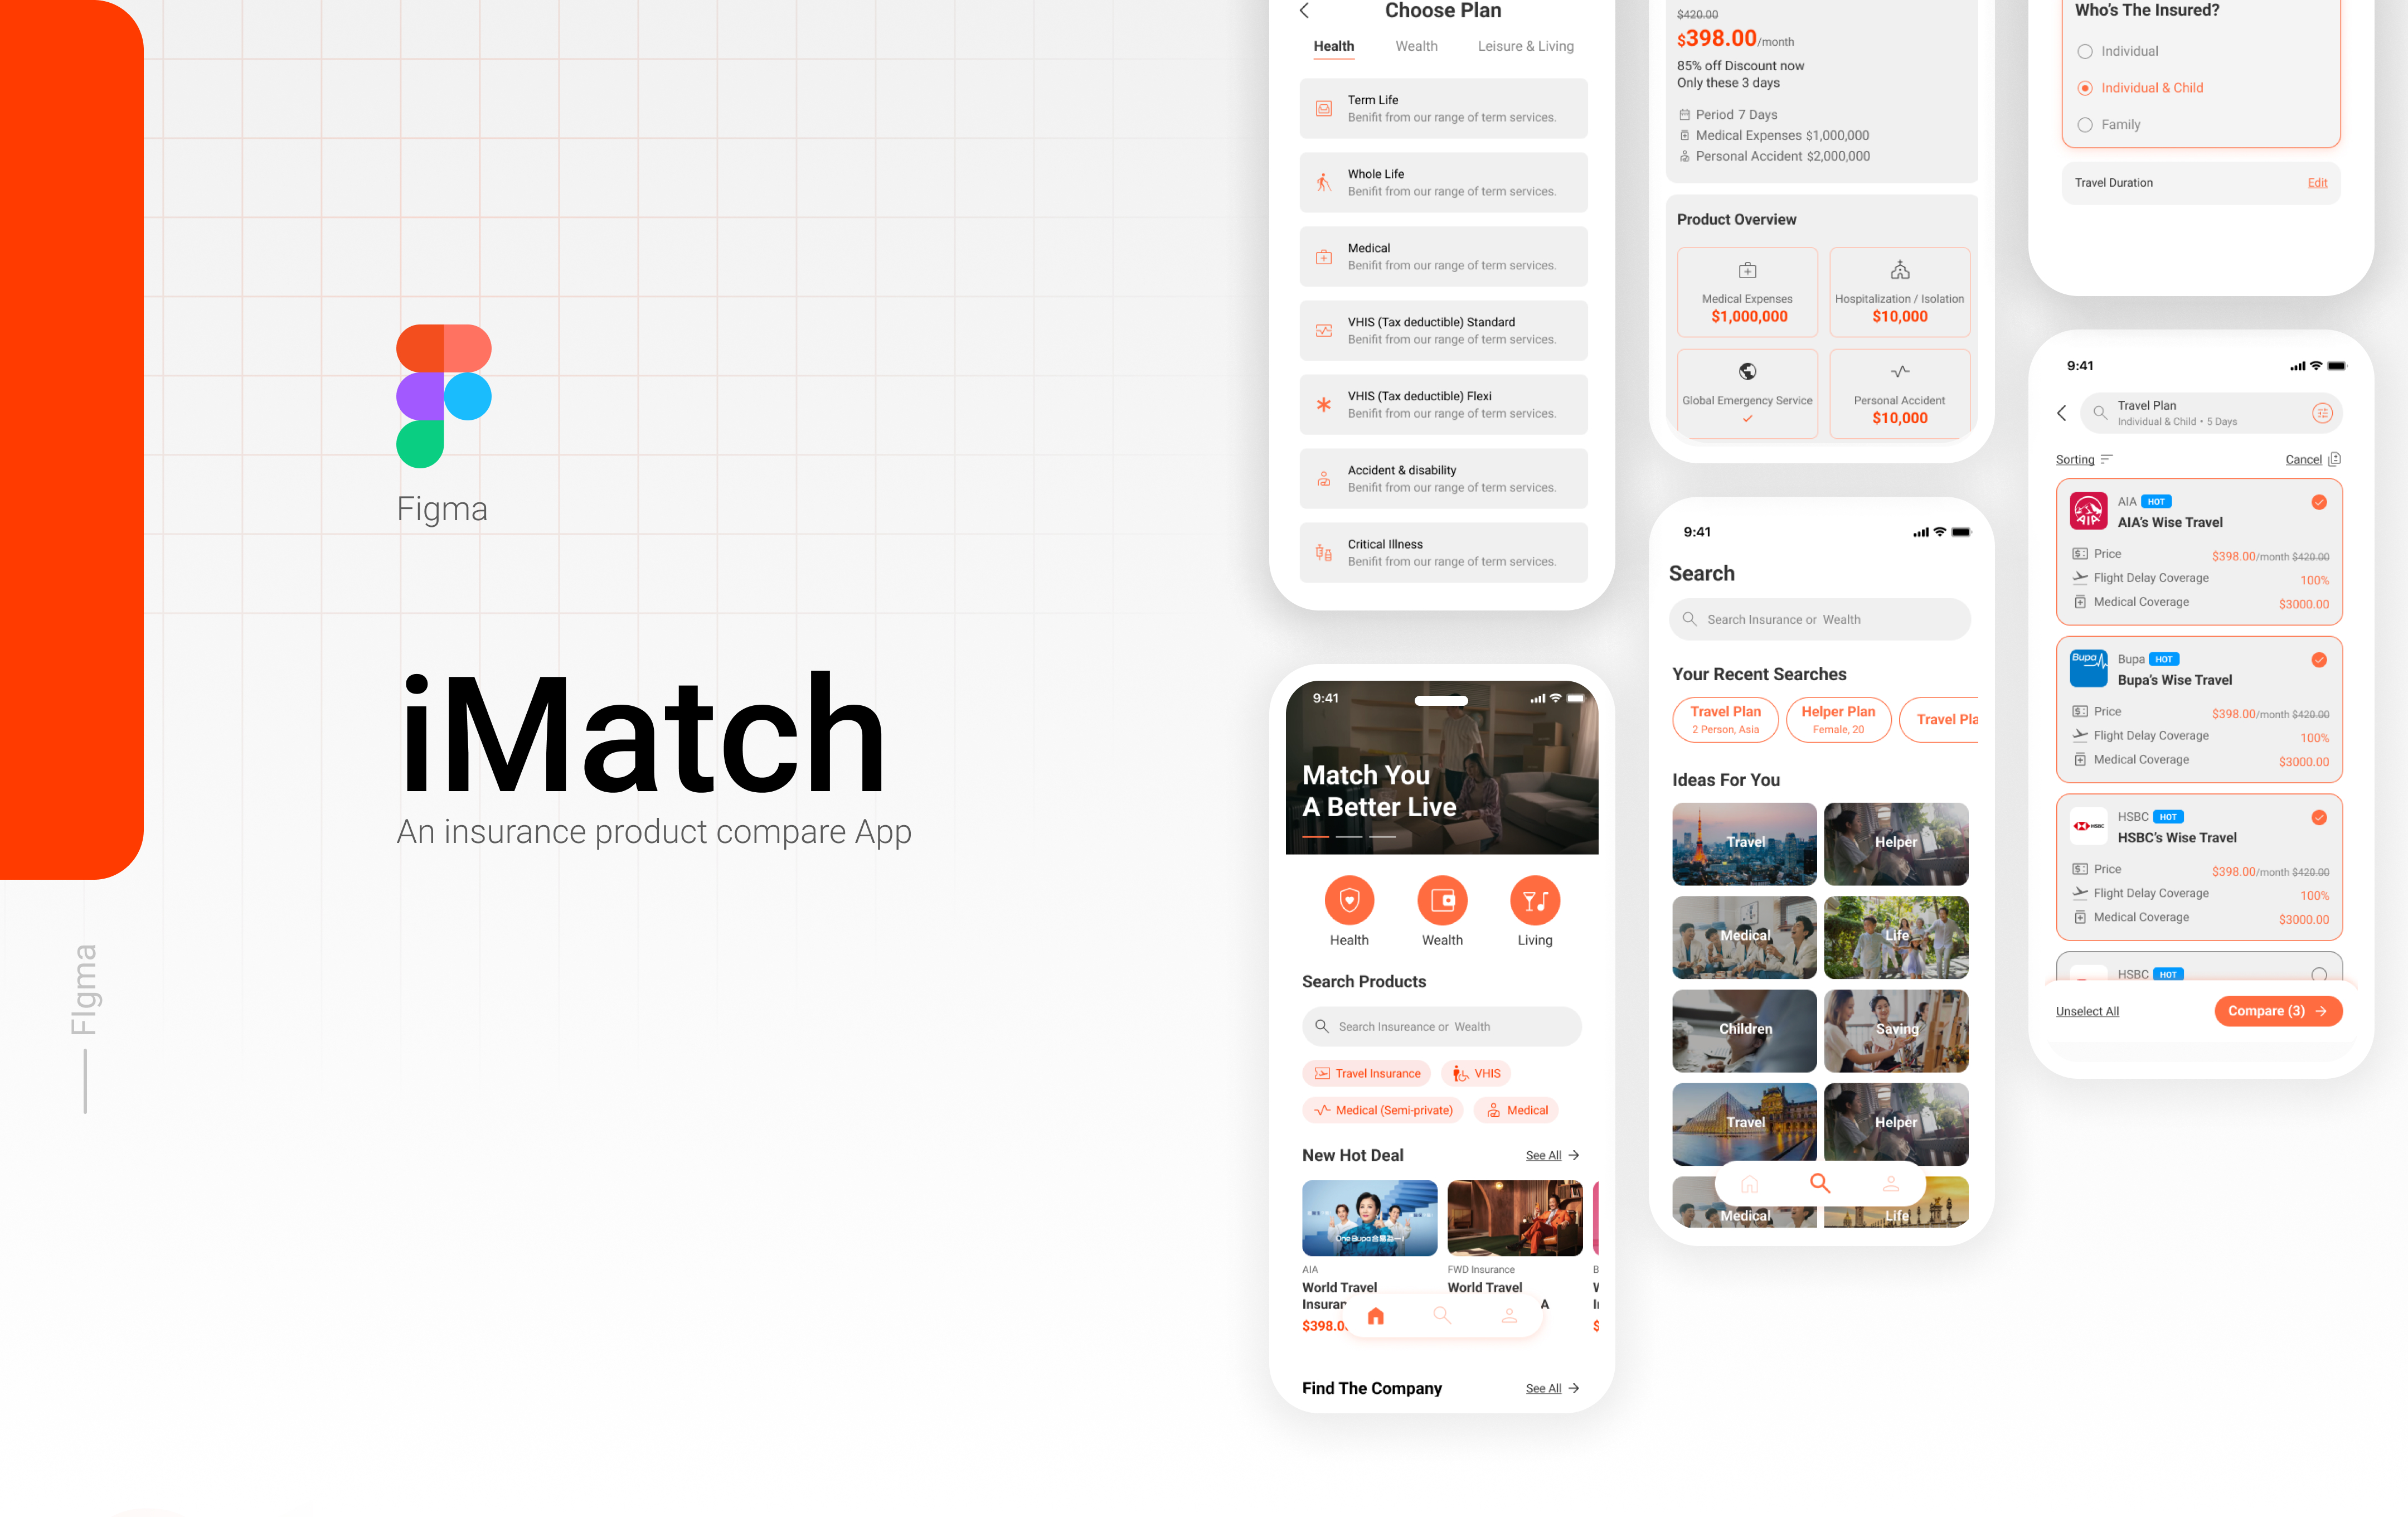 Figma
iMatch
An insurance product compare App
FIgma
Choose Plan
Health
Wealth
Leisure & Living
Term Life
Benifit from our range of term services.
Whole Life
Benifit from our range of term services.
Medical
Benifit from our range of term services.
VHIS (Tax deductible) Standard
Benifit from our range of term services.
VHIS (Tax deductible) Flexi
Benifit from our range of term services.
Accident & disability
Benifit from our range of term services.
Critical Illness
Benifit from our range of term services.
9:41
Match You
A Better Live
Health
Wealth
Living
Search Products
Search Insureance or Wealth
Travel Insurance
VHIS
Medical (Semi-private)
Medical
New Hot Deal
See All
One Bupa 合晶為一!
AIA
World Travel
Insurar
$398.0
FWD Insurance
World Travel
A
Find The Company
See All
$420.00
$398.00/month
85% off Discount now
Only these 3 days
Period 7 Days
Medical Expenses $1,000,000
Personal Accident $2,000,000
Product Overview
Medical Expenses
$1,000,000
Hospitalization / Isolation
$10,000
Global Emergency Service
Personal Accident
$10,000
9:41
Search
Search Insurance or Wealth
Your Recent Searches
Travel Plan
2 Person, Asia
Helper Plan
Female, 20
Travel Pla
Ideas For You
Travel
Helper
Medical
Life
Children
Saving
Travel
Helper
Medical
Life
Who's The Insured?
Individual
Individual & Child
Family
Travel Duration
Edit
9:41
Travel Plan
Individual & Child • 5 Days
Sorting
Cancel
AIA
AIA HOT
AIA's Wise Travel
Price
$398.00/month $420.00
Flight Delay Coverage
100%
Medical Coverage
$3000.00
Bupa
Bupa HOT
Bupa's Wise Travel
Price
$398.00/month $420.00
Flight Delay Coverage
100%
Medical Coverage
$3000.00
HSBC
HSBC HOT
HSBC's Wise Travel
Price
$398.00/month $420.00
Flight Delay Coverage
100%
Medical Coverage
$3000.00
HSBC HOT
Unselect All
Compare (3)